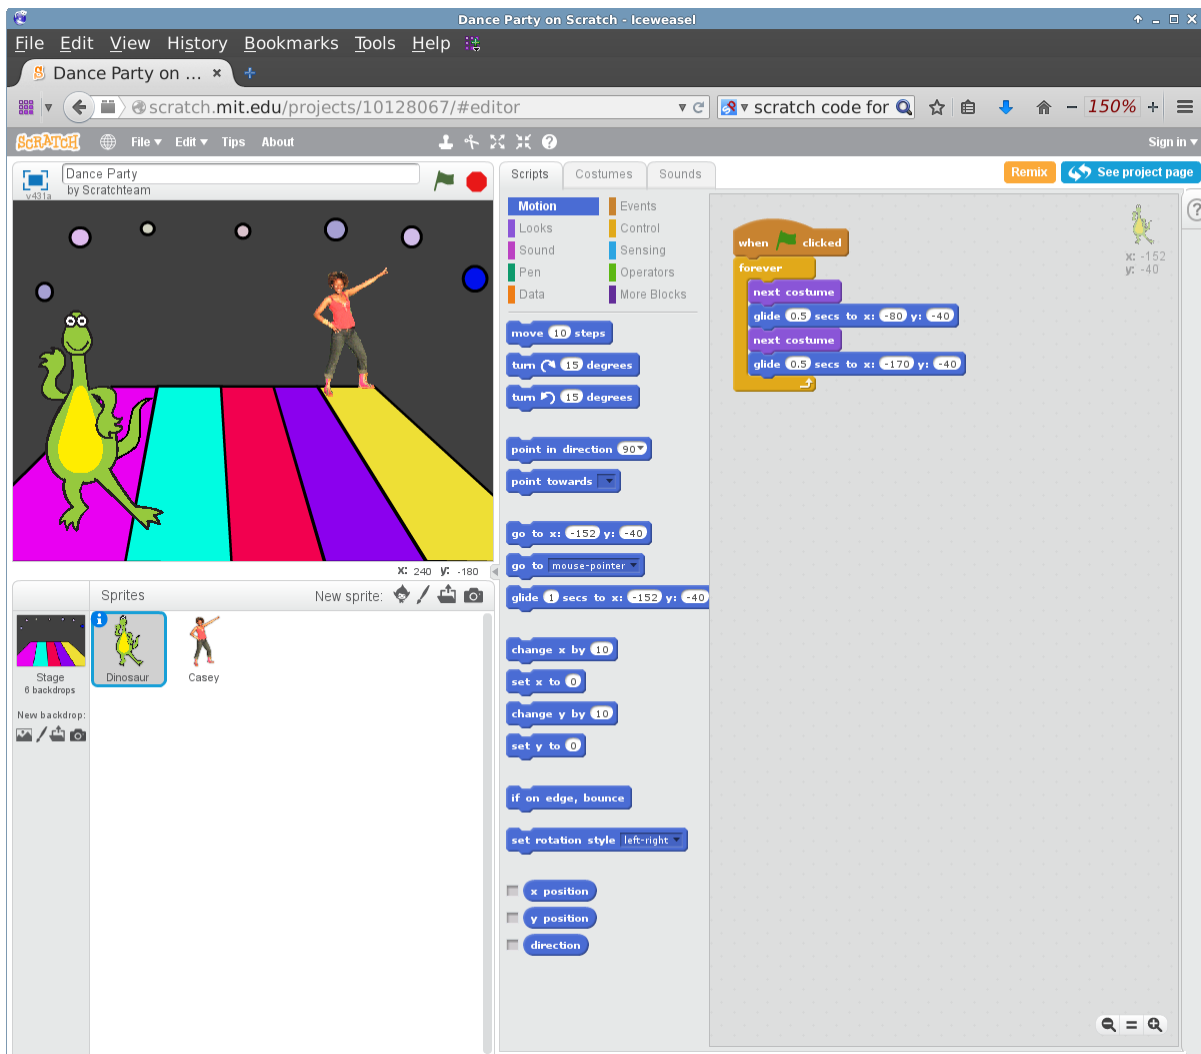 Dance Party on Scratch - Iceweasel
File Edit View History Bookmarks Tools Help
Dance Party on ...
scratch.mit.edu/projects/10128067/#editor
scratch code for
150%
SCRATCH
File Edit Tips About
Sign in
v431a
Dance Party
by Scratchteam
Scripts Costumes Sounds
Remix
See project page
Motion Events
Looks Control
Sound Sensing
Pen Operators
Data More Blocks
move 10 steps
turn 15 degrees
turn 15 degrees
point in direction 90
point towards
go to x: -152 y: -40
go to mouse-pointer
glide 1 secs to x: -152 y: -40
change x by 10
set x to 0
change y by 10
set y to 0
if on edge, bounce
set rotation style left-right
x position
y position
direction
when clicked
forever
next costume
glide 0.5 secs to x: -80 y: -40
next costume
glide 0.5 secs to x: -170 y: -40
x: -152
y: -40
X: 240 y: -180
Sprites
New sprite:
Stage
6 backdrops
New backdrop:
Dinosaur
Casey